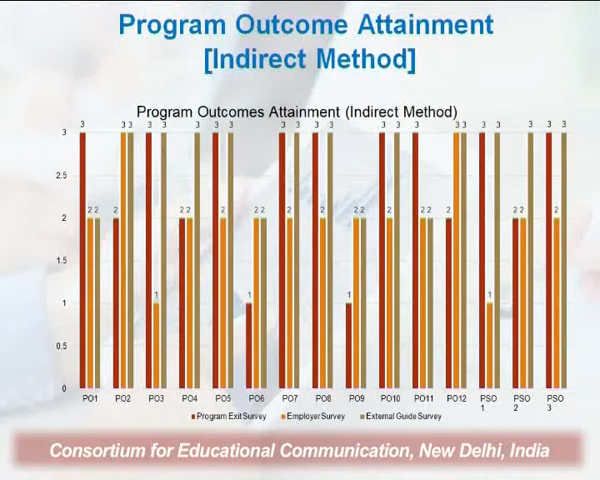 Program Outcome Attainment
[Indirect Method]
Program Outcomes Attainment (Indirect Method)
3 2 2 2 3 3 3 1 3 2 2 3 3 2 3 1 2 2 3 2 3 3 2 3 1 2 2 3 2 3 3 2 2 2 3 3 3 1 3 2 2 3 3 2 3
3
2.5
2
1.5
1
0.5
0
PO1 PO2 PO3 PO4 PO5 PO6 PO7 PO8 PO9 PO10 PO11 PO12 PSO 1 PSO 2 PSO 3
Program Exit Survey Employer Survey External Guide Survey
Consortium for Educational Communication, New Delhi, India